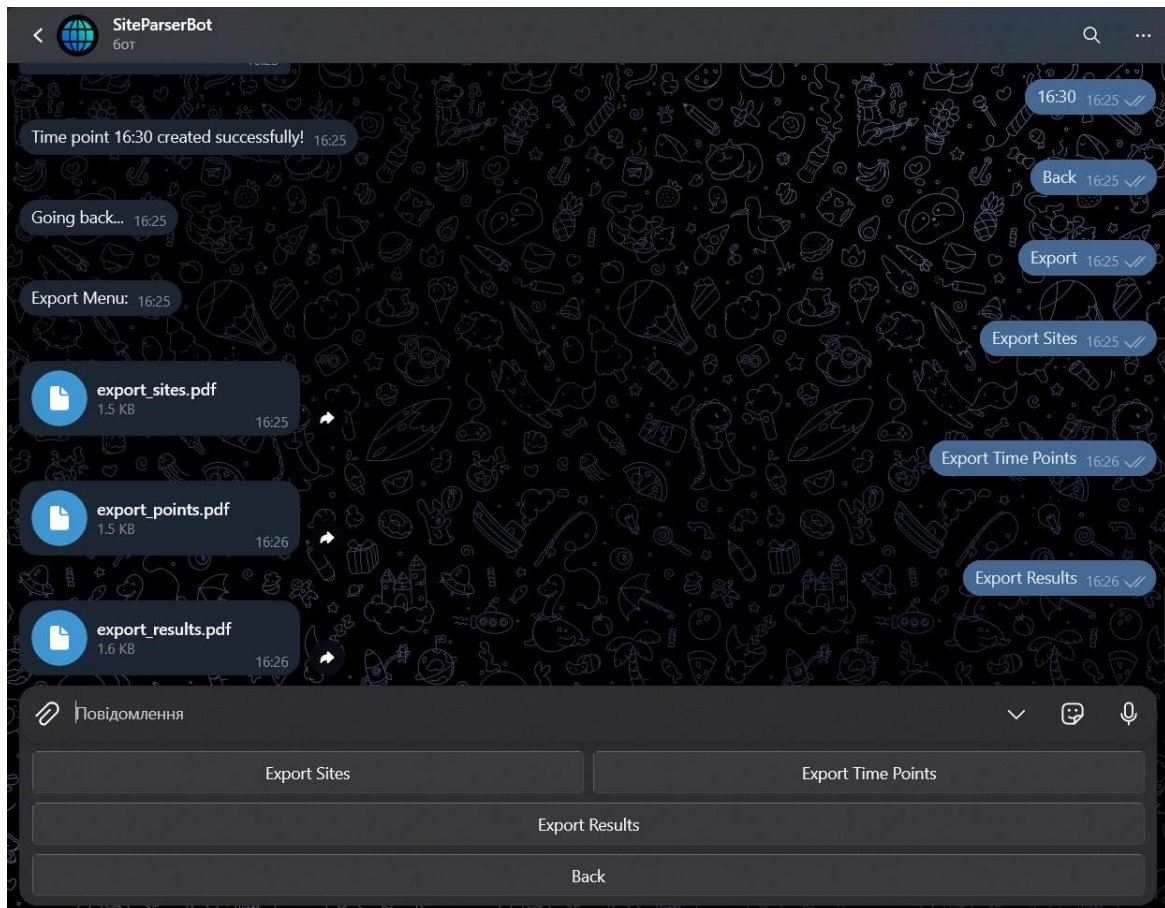 SiteParserBot
бот
16:25
16:30 16:25
Time point 16:30 created successfully! 16:25
Back 16:25
Going back... 16:25
Export 16:25
Export Menu: 16:25
Export Sites 16:25
export_sites.pdf
1.5 KB
16:25
Export Time Points 16:26
export_points.pdf
1.5 KB
16:26
Export Results 16:26
export_results.pdf
1.6 KB
16:26
Повідомлення
Export Sites
Export Time Points
Export Results
Back